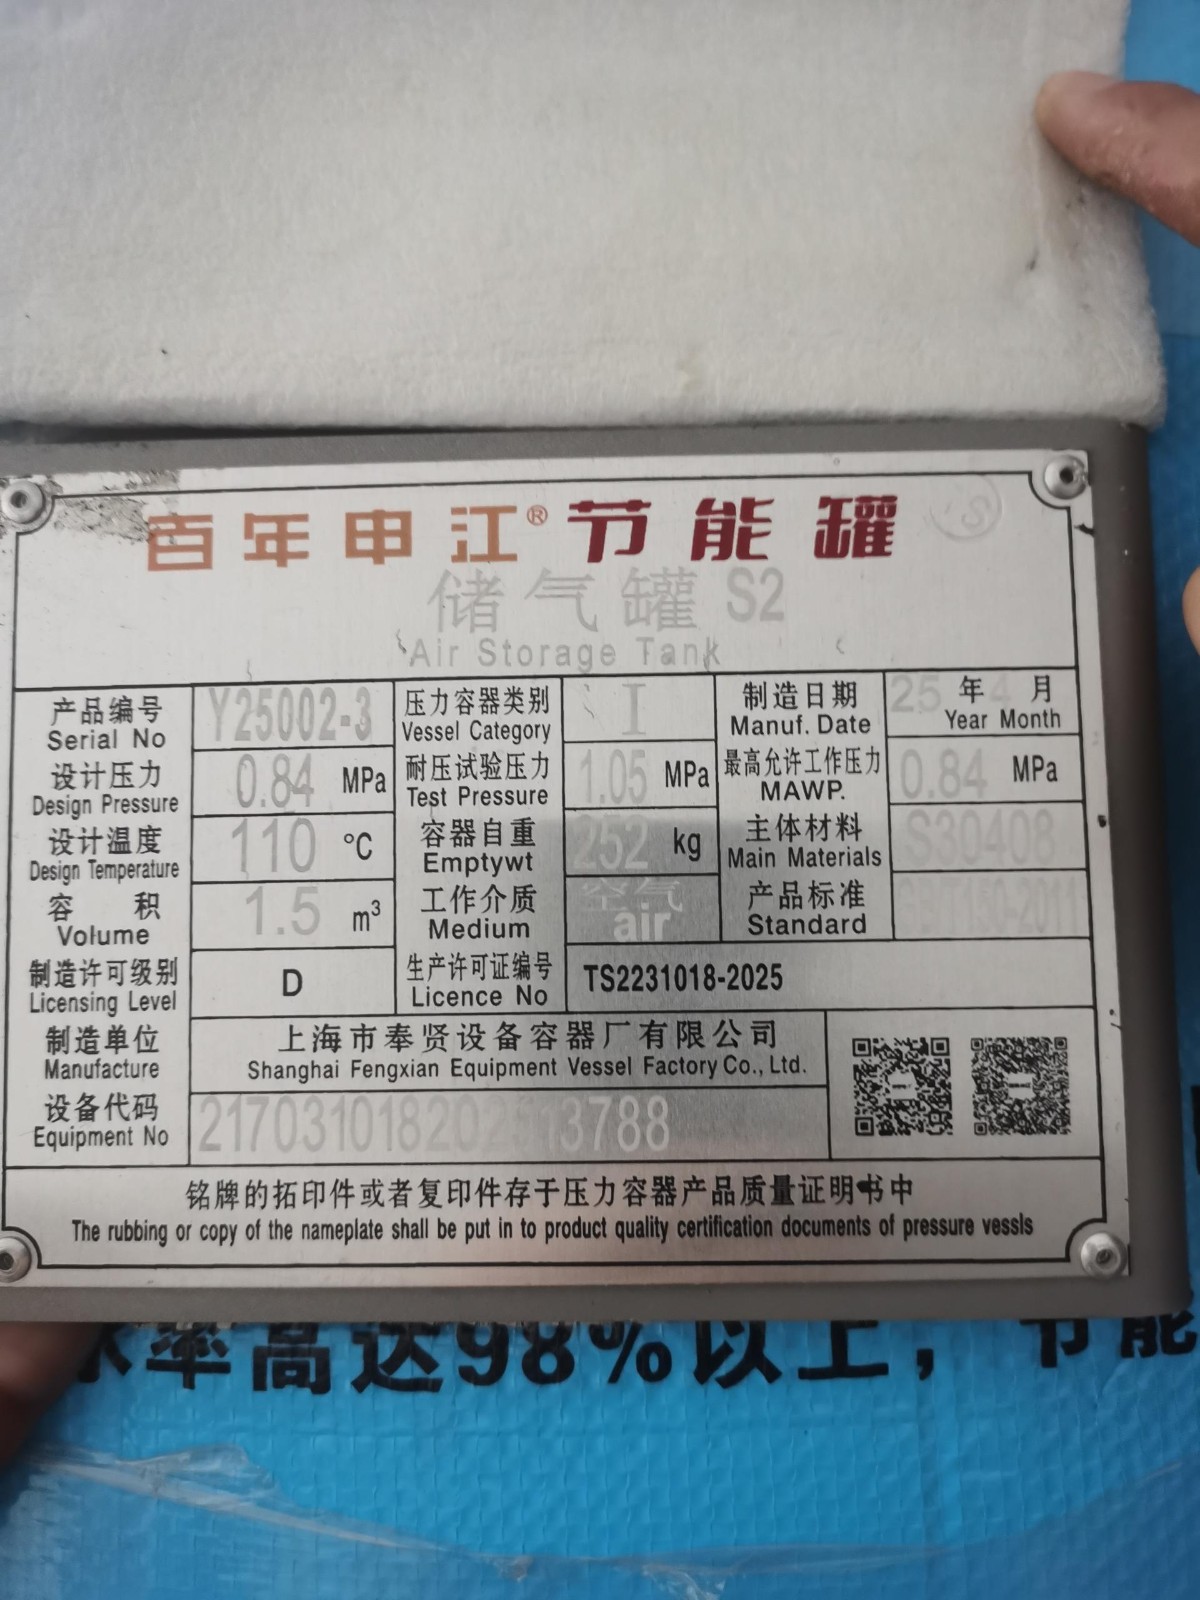 百年申江®节能罐
储气罐 S2
Air Storage Tank
产品编号 Serial No Y25002-3 压力容器类别 Vessel Category I 制造日期 Manuf. Date 25 年 4 月 Year Month
设计压力 Design Pressure 0.84 MPa 耐压试验压力 Test Pressure 1.05 MPa 最高允许工作压力 MAWP. 0.84 MPa
设计温度 Design Temperature 110 °C 容器自重 Emptywt 252 kg 主体材料 Main Materials S30408
容 积 Volume 1.5 m³ 工作介质 Medium 空气 air 产品标准 Standard 150-2011
制造许可级别 Licensing Level D 生产许可证编号 Licence No TS2231018-2025
制造单位 Manufacture 上海市奉贤设备容器厂有限公司
Shanghai Fengxian Equipment Vessel Factory Co., Ltd.
设备代码 Equipment No
铭牌的拓印件或者复印件存于压力容器产品质量证明书中
The rubbing or copy of the nameplate shall be put in to product quality certification documents of pressure vessls
率高达98%以上，节能